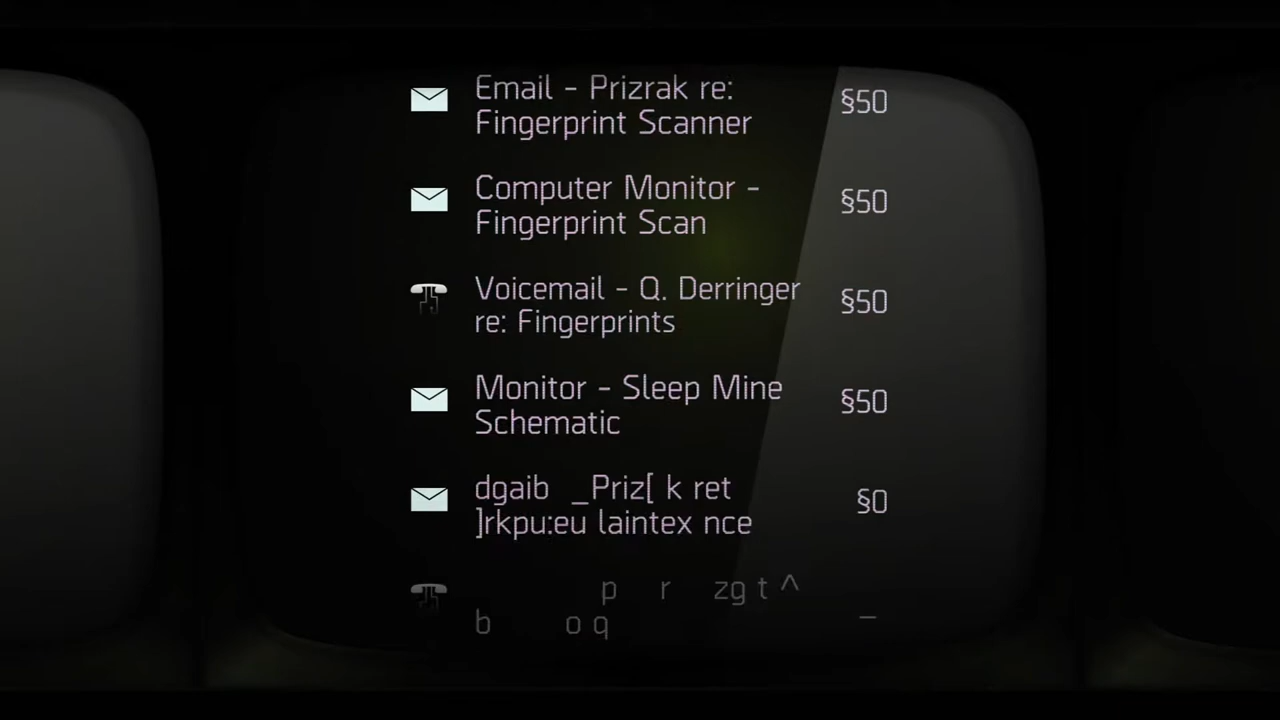 Email - Prizrak re:
Fingerprint Scanner
§50
Computer Monitor -
Fingerprint Scan
§50
Voicemail - Q. Derringer
re: Fingerprints
§50
Monitor - Sleep Mine
Schematic
§50
dgaib _Priz[ k ret
]rkpu:eu laintex nce
§0
p r zg t ^
b o q
–